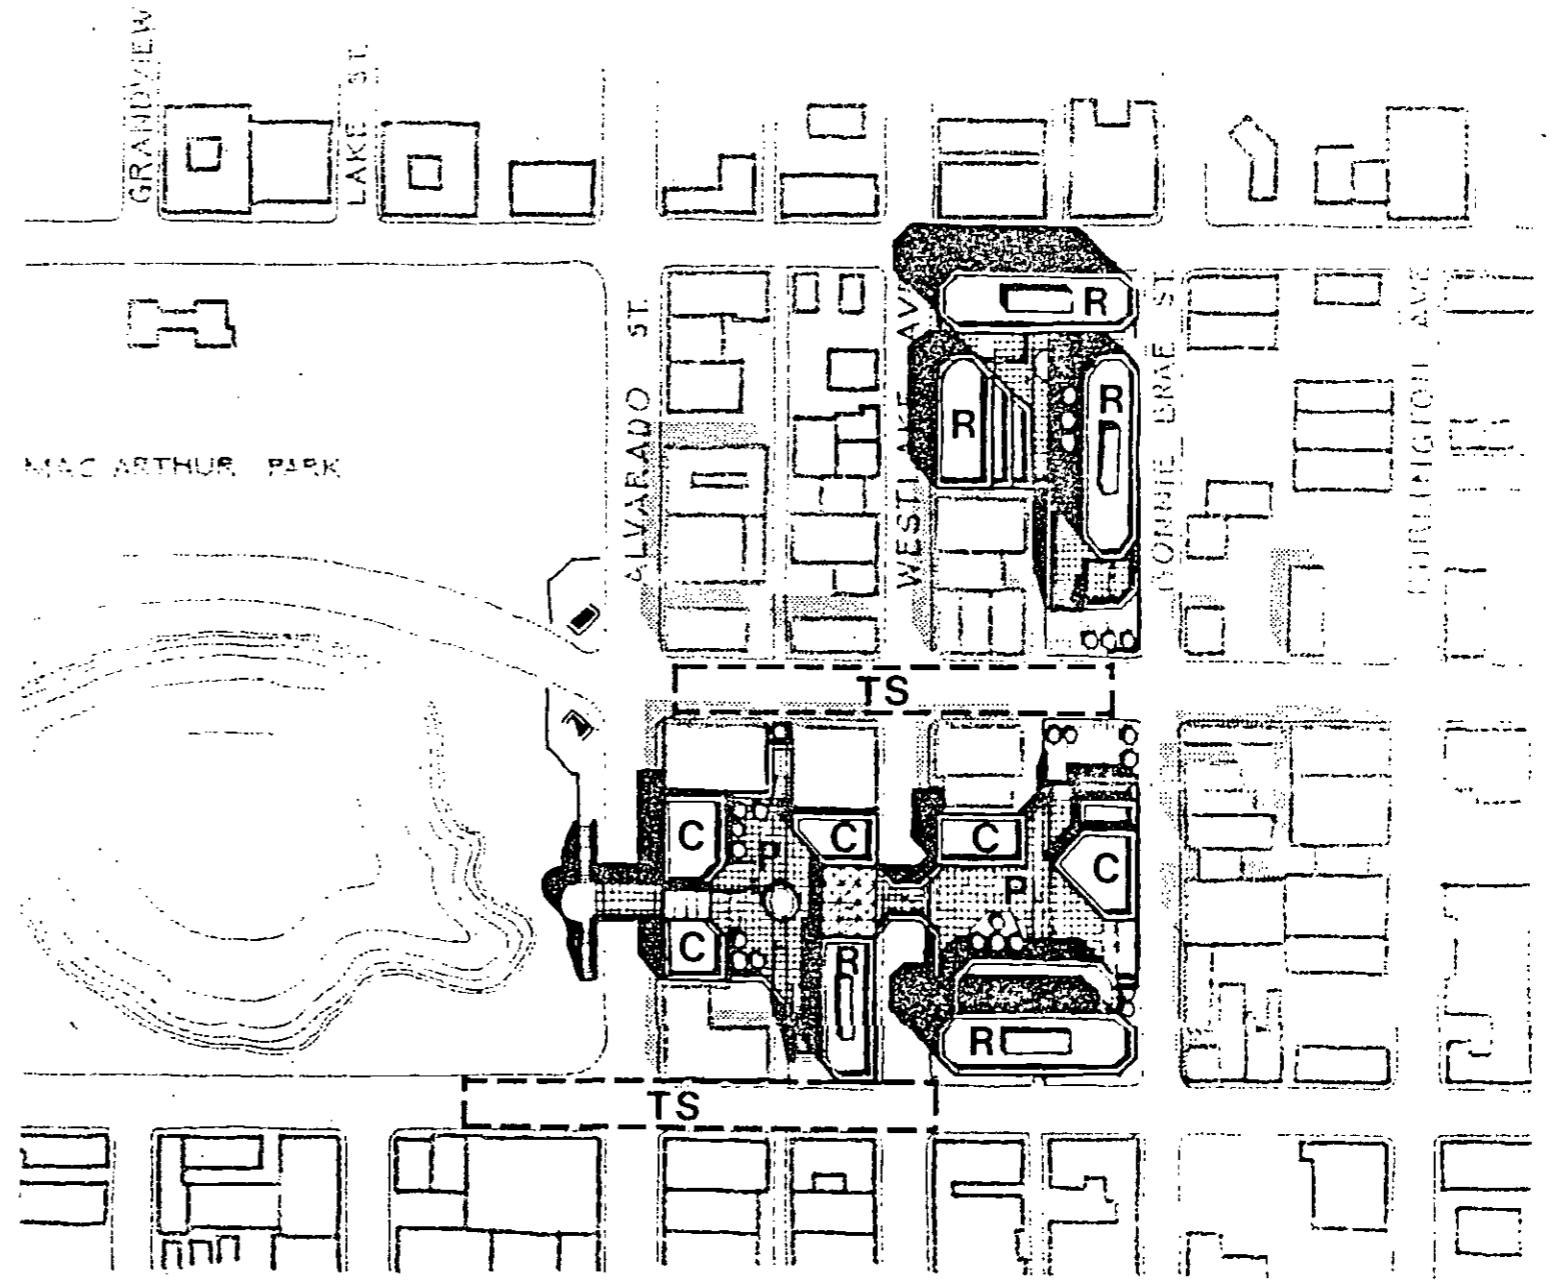 GRANDVIEW
LAKE ST.
R
ALVARADO ST.
WESTLAKE AV
BONNIE BRAE ST.
BURLINGTON AVE
R
R
MAC ARTHUR PARK
TS
C
C
C
P
C
P
C
R
R
TS